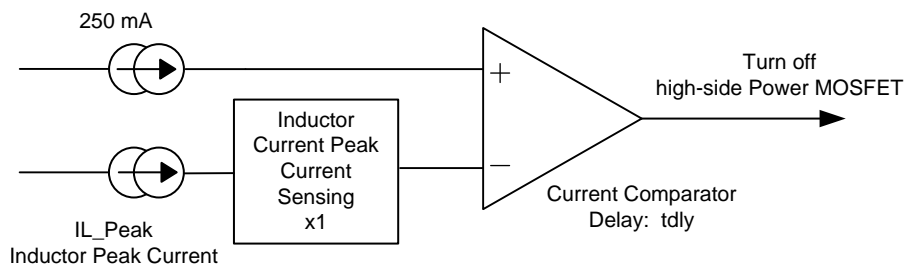 250 mA
+
Turn off
high-side Power MOSFET
Inductor
Current Peak
Current
Sensing
x1
−
Current Comparator
Delay:  tdly
IL_Peak
Inductor Peak Current